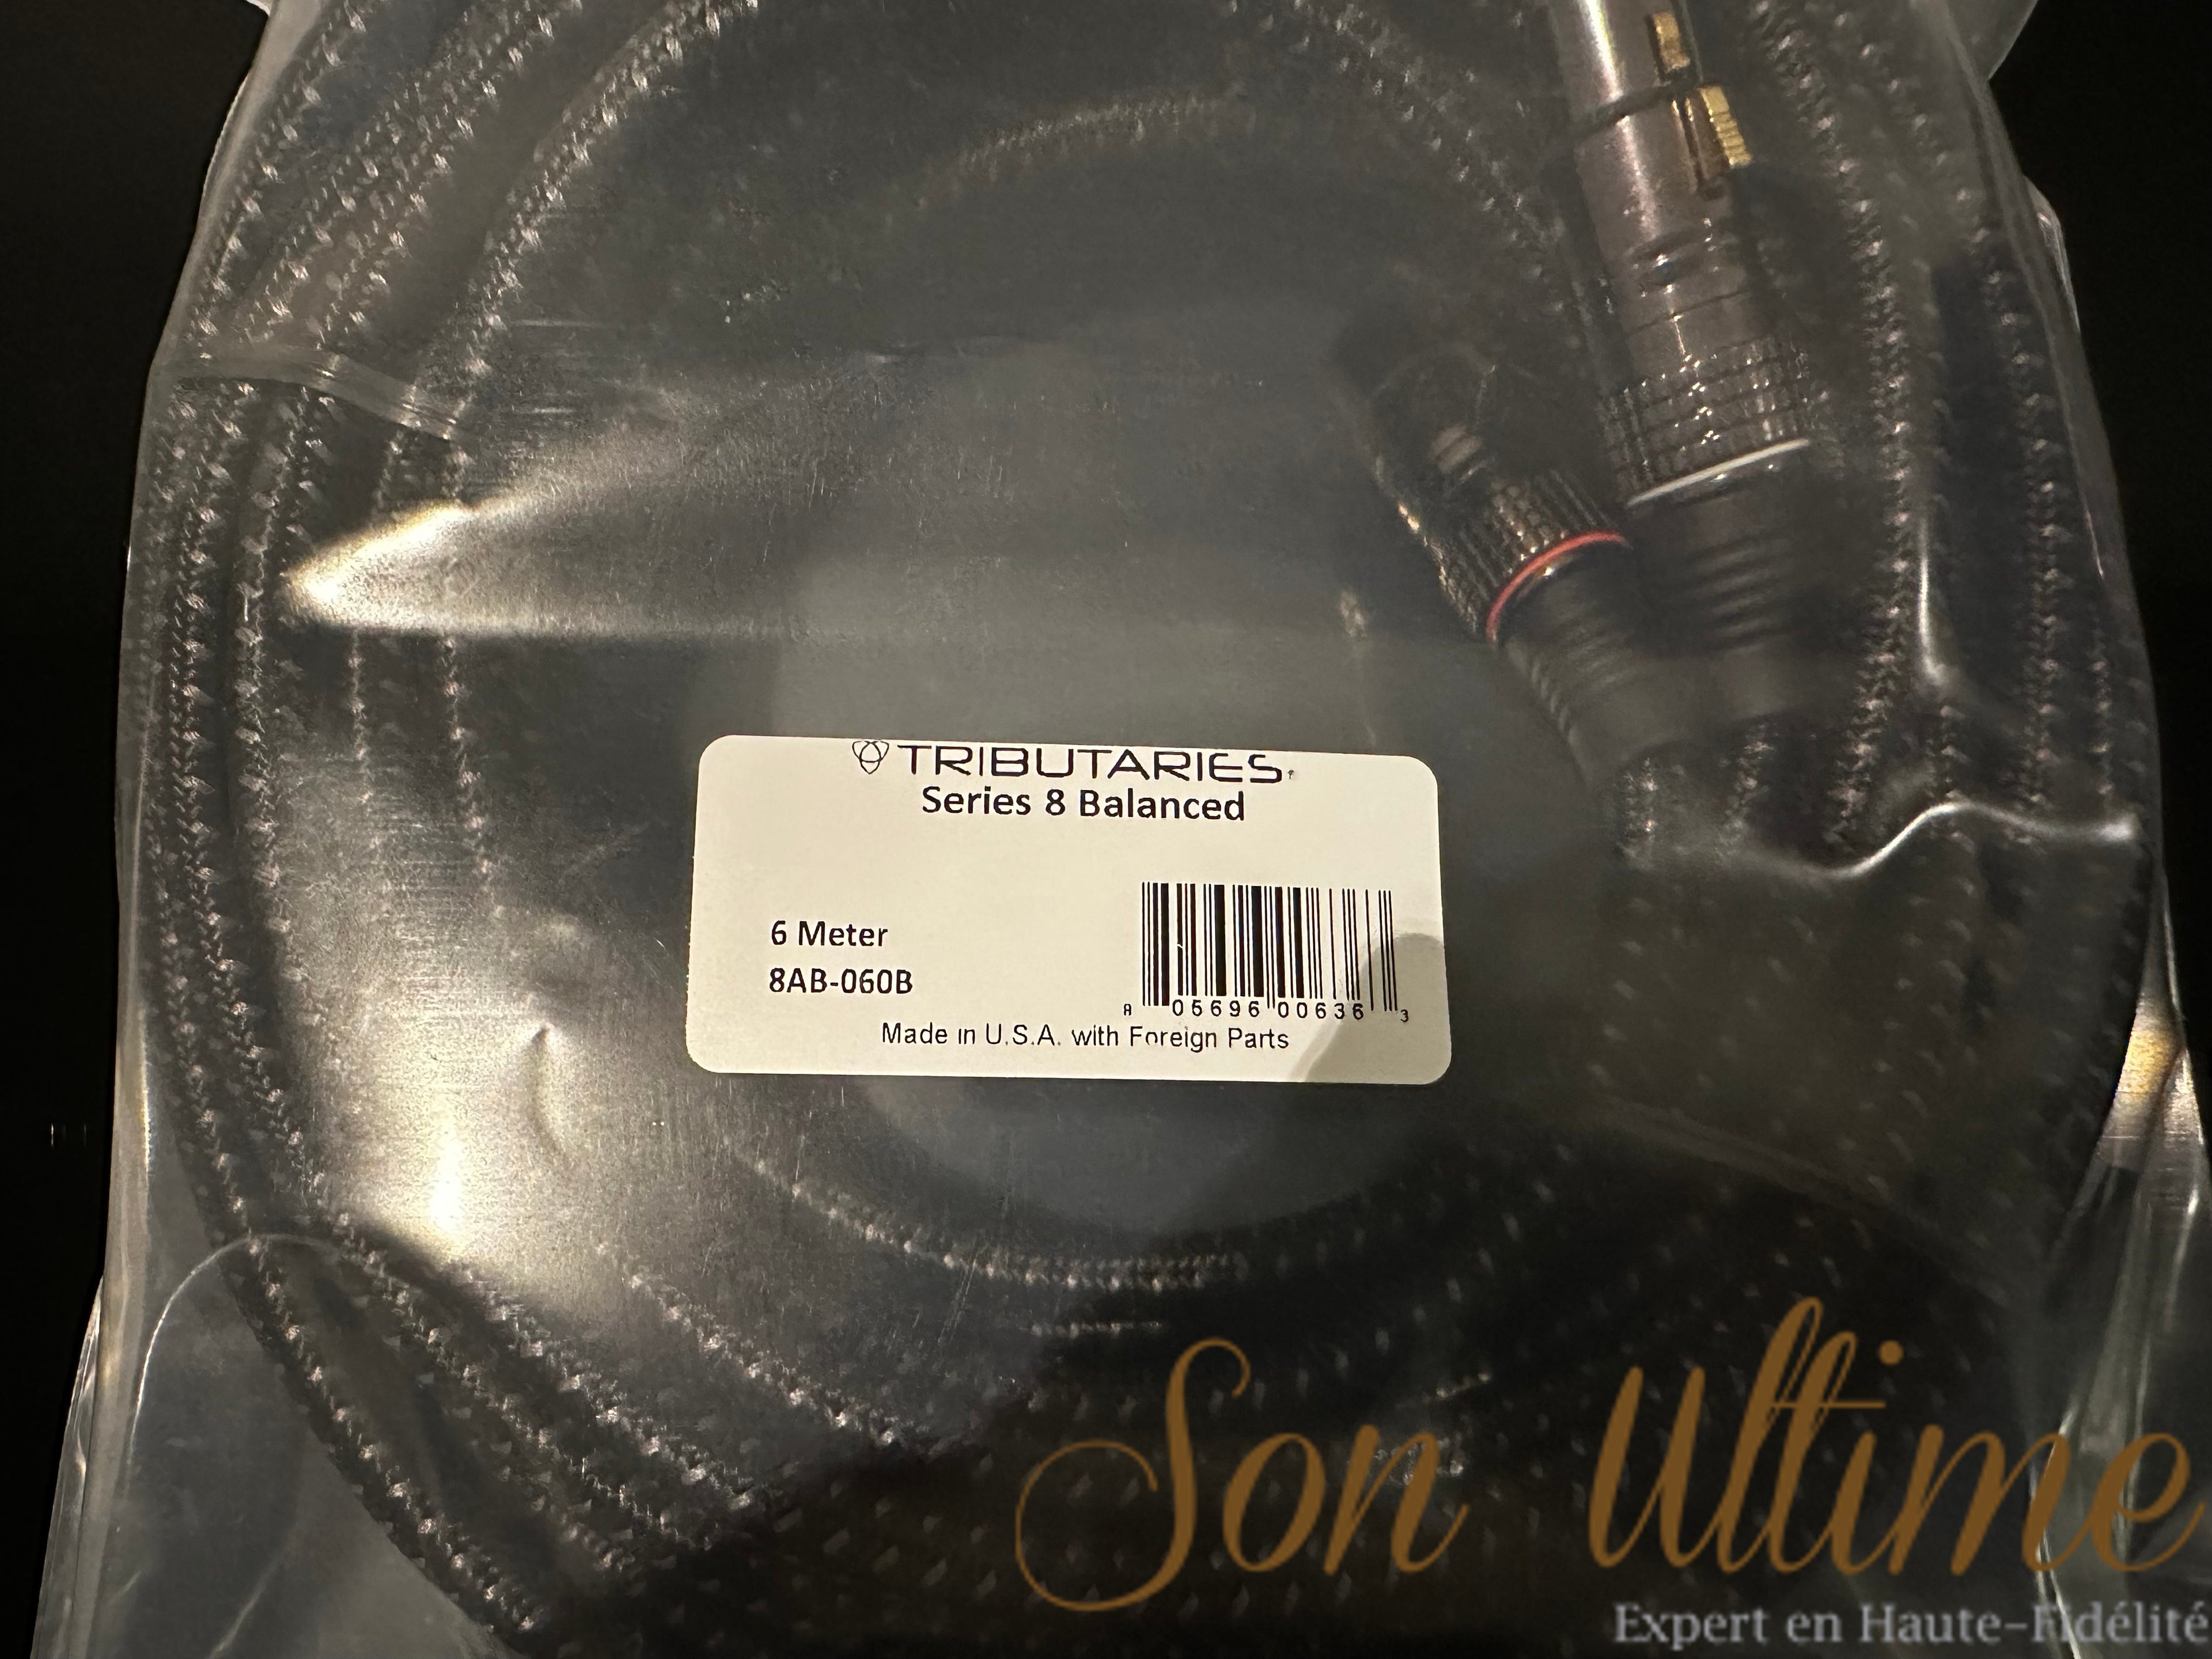 TRIBUTARIES
Series 8 Balanced
6 Meter
8AB-060B
8 05696 00636 3
Made in U.S.A. with Foreign Parts
Son Ultime
Expert en Haute-Fidélité